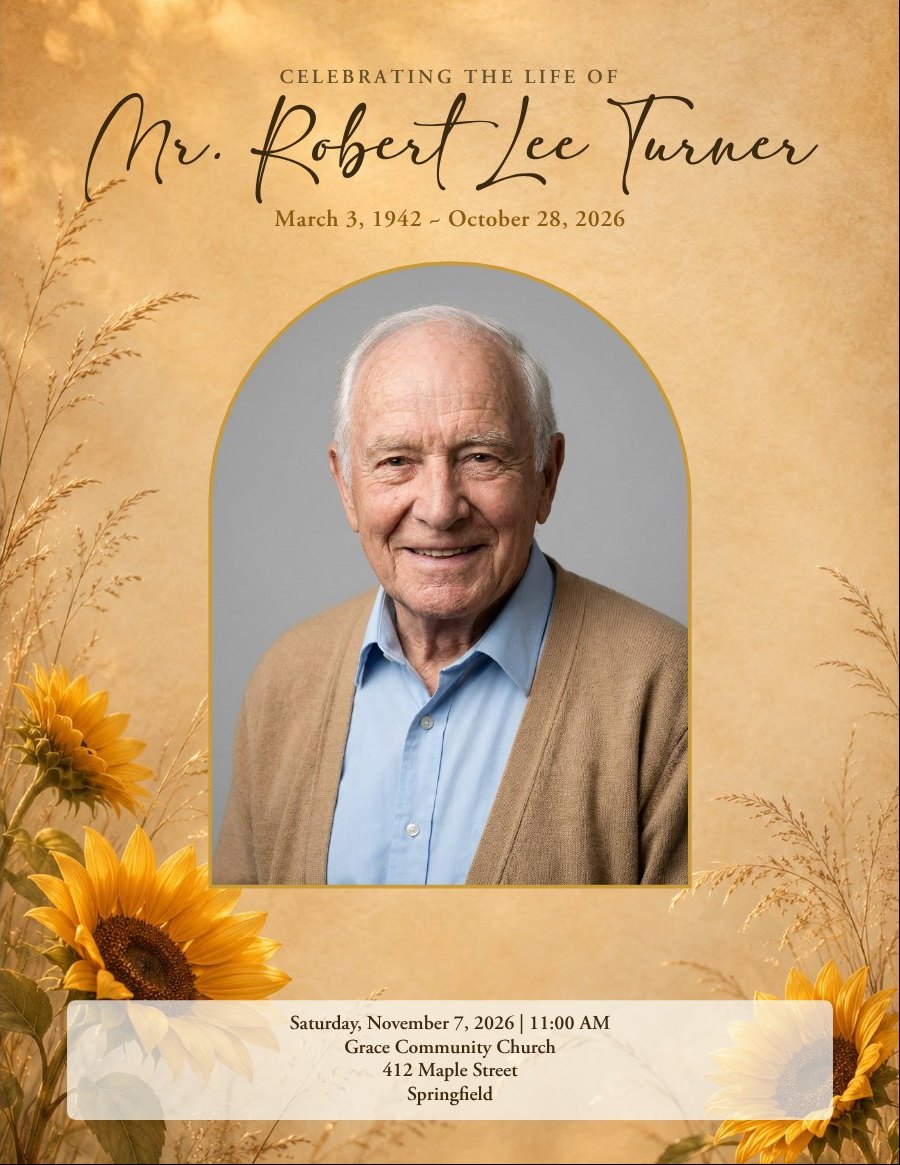 CELEBRATING THE LIFE OF
Mr. Robert Lee Turner
March 3, 1942 ~ October 28, 2026
Saturday, November 7, 2026 | 11:00 AM
Grace Community Church
412 Maple Street
Springfield